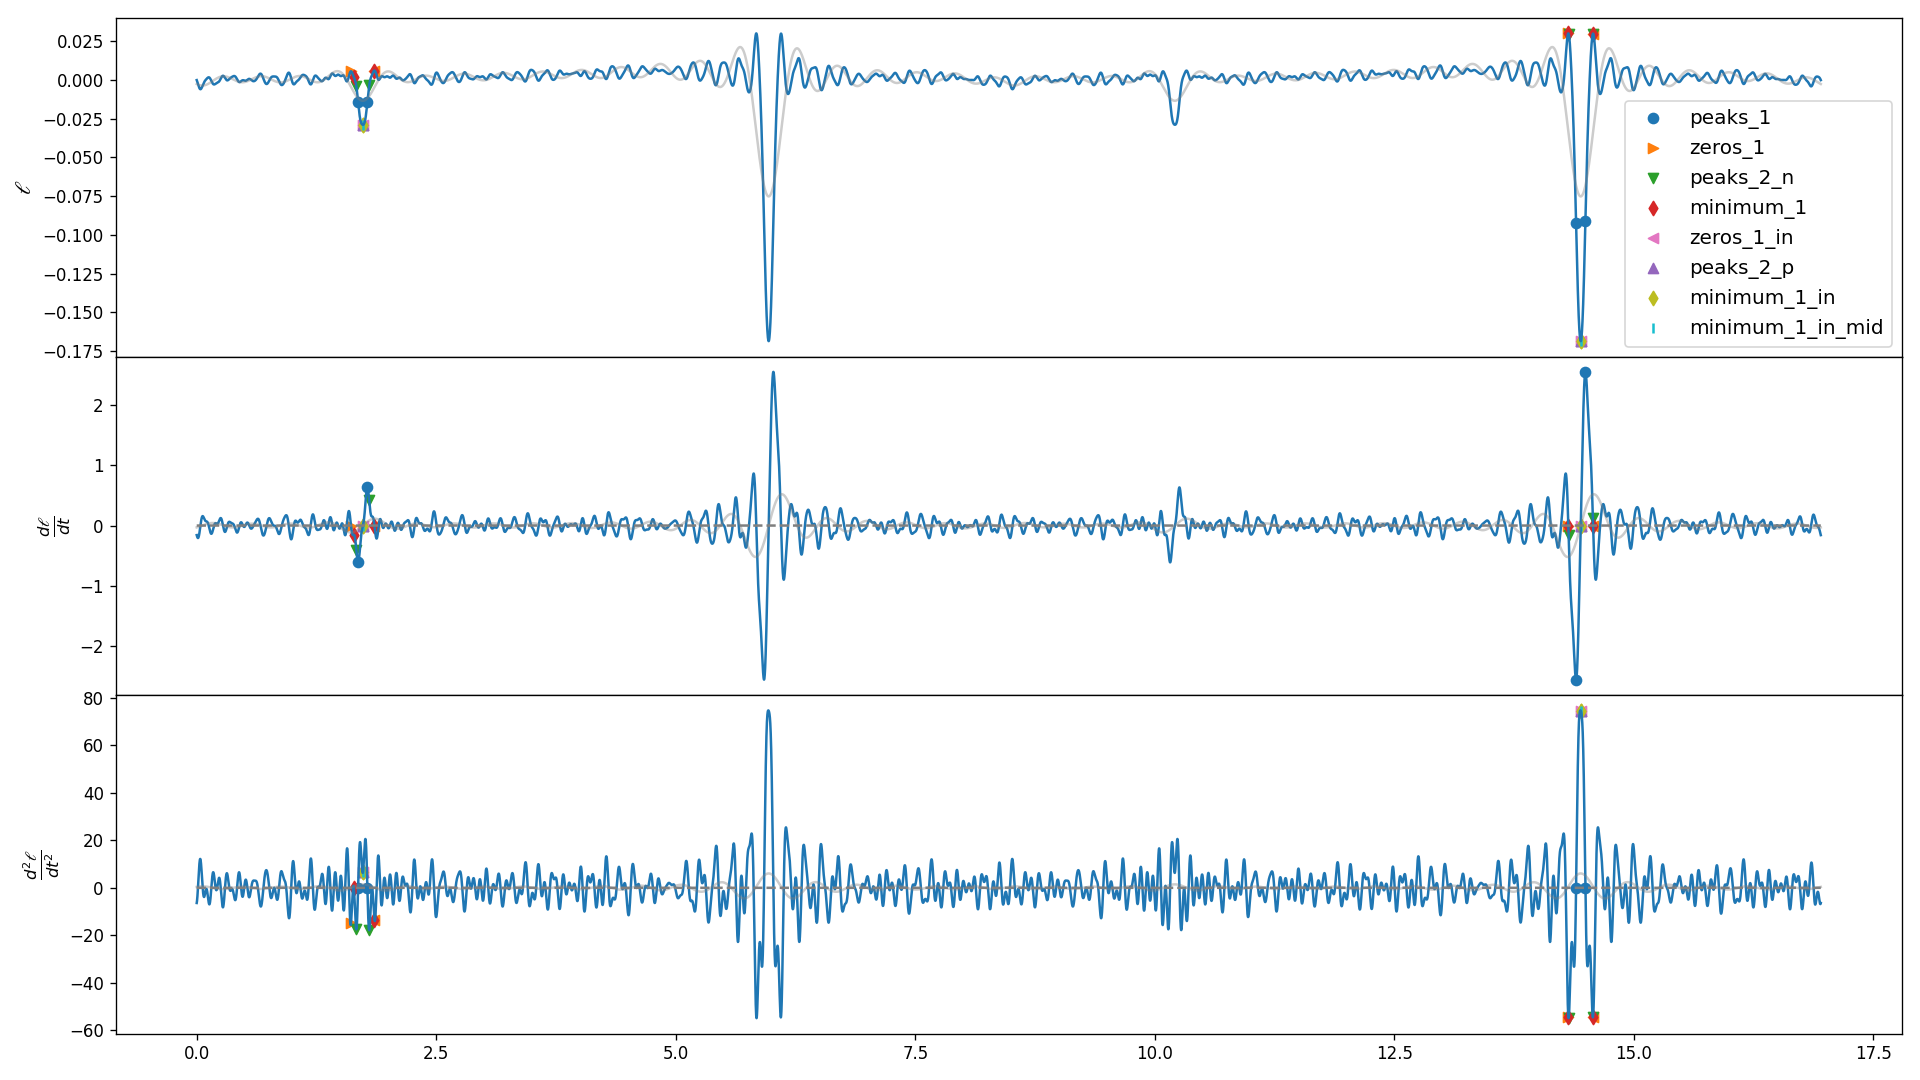 0.025
0.000
−0.025
−0.050
−0.075
−0.100
−0.125
−0.150
−0.175
ℓ
peaks_1
zeros_1
peaks_2_n
minimum_1
zeros_1_in
peaks_2_p
minimum_1_in
minimum_1_in_mid
2
1
0
−1
−2
dℓ
dt
80
60
40
20
0
−20
−40
−60
d²ℓ
dt²
0.0 2.5 5.0 7.5 10.0 12.5 15.0 17.5